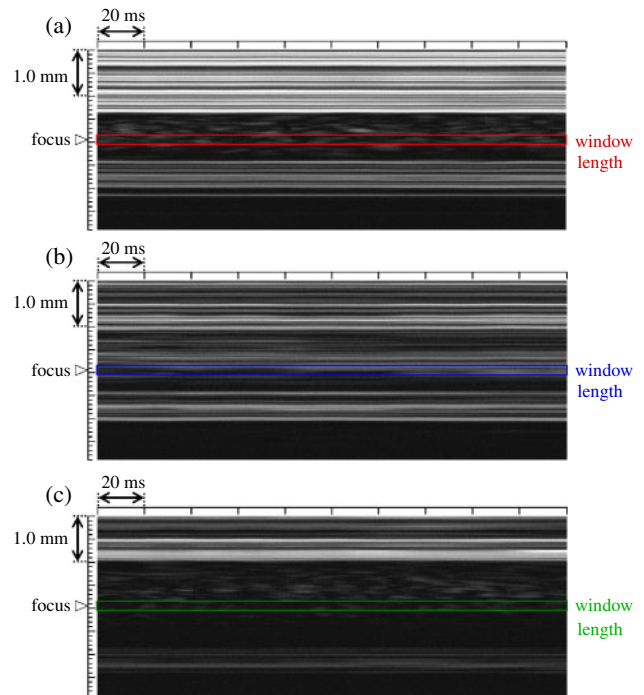 (a)
20 ms
1.0 mm
focus
window
length
(b)
20 ms
1.0 mm
focus
window
length
(c)
20 ms
1.0 mm
focus
window
length